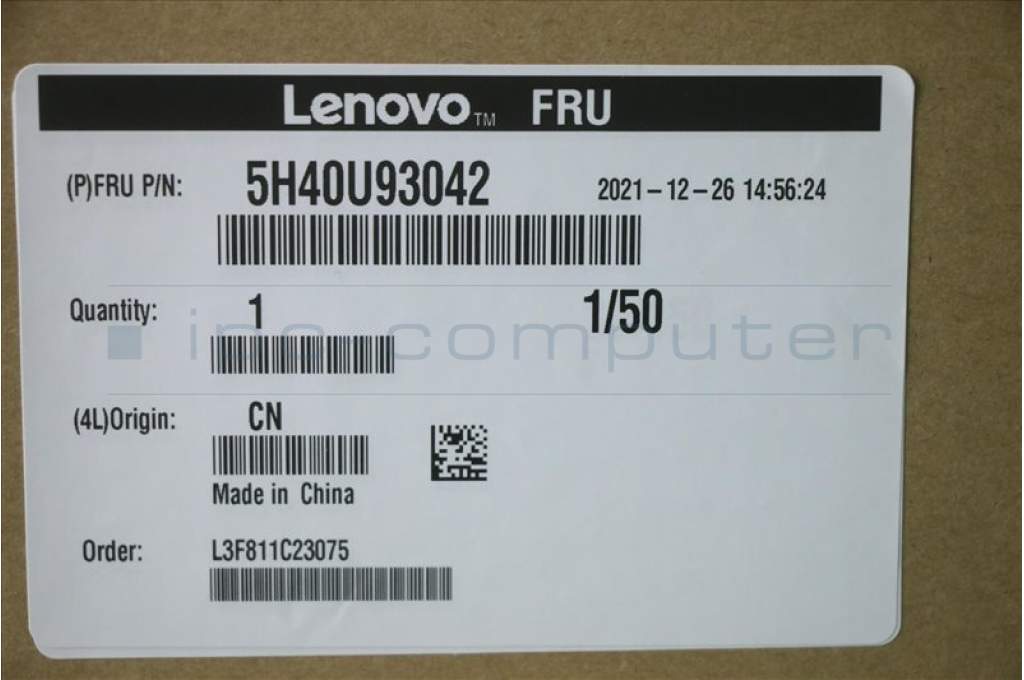 Lenovo™ FRU
(P)FRU P/N: 5H40U93042 2021-12-26 14:56:24
Quantity: 1 1/50
ipc-computer
(4L)Origin: CN
Made in China
Order: L3F811C23075